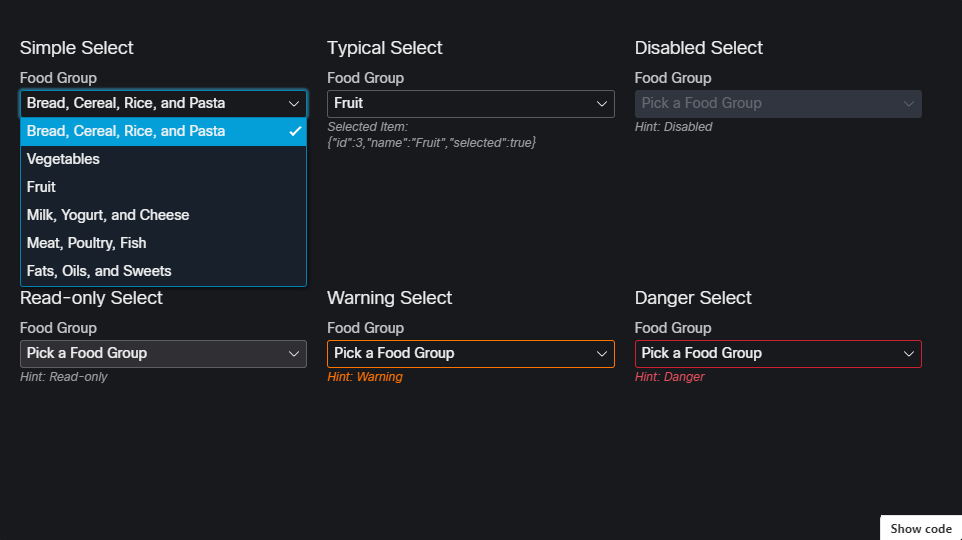 Simple Select
Food Group
Bread, Cereal, Rice, and Pasta
Bread, Cereal, Rice, and Pasta
Vegetables
Fruit
Milk, Yogurt, and Cheese
Meat, Poultry, Fish
Fats, Oils, and Sweets
Typical Select
Food Group
Fruit
Selected Item:
{"id":3,"name":"Fruit","selected":true}
Disabled Select
Food Group
Pick a Food Group
Hint: Disabled
Read-only Select
Food Group
Pick a Food Group
Hint: Read-only
Warning Select
Food Group
Pick a Food Group
Hint: Warning
Danger Select
Food Group
Pick a Food Group
Hint: Danger
Show code